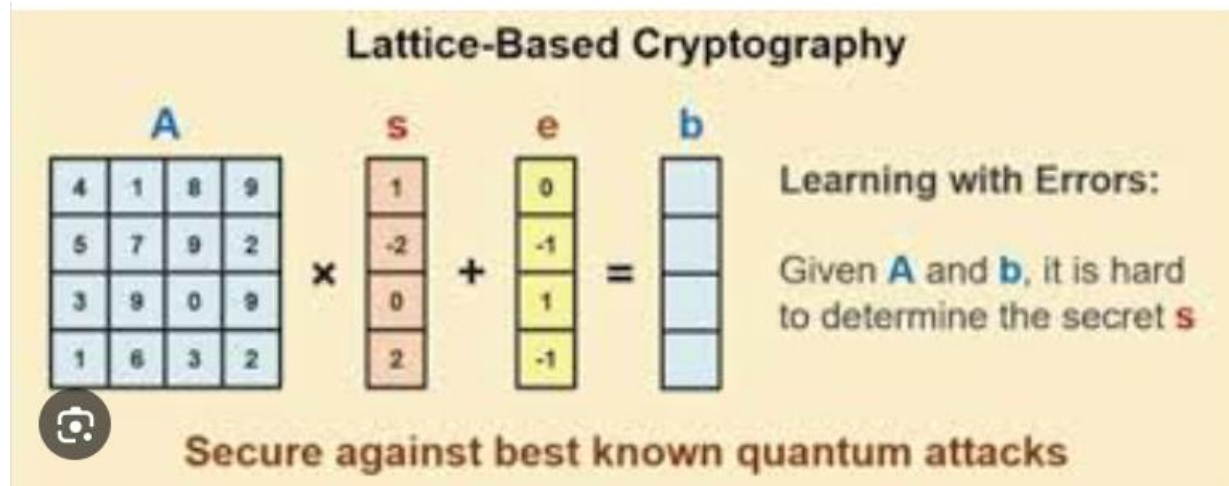 Lattice-Based Cryptography
A s e b
4 1 8 9 1 0
5 7 9 2 × -2 + -1 =
3 9 0 9 0 1
1 6 3 2 2 -1
Learning with Errors:
Given A and b, it is hard
to determine the secret s
Secure against best known quantum attacks